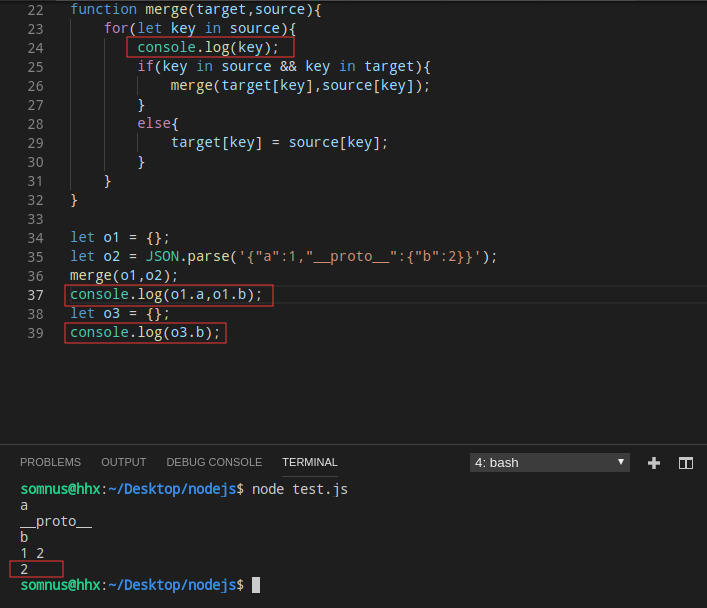 22 function merge(target,source){
23     for(let key in source){
24         console.log(key);
25         if(key in source && key in target){
26             merge(target[key],source[key]);
27         }
28         else{
29             target[key] = source[key];
30         }
31     }
32 }
33
34 let o1 = {};
35 let o2 = JSON.parse('{"a":1,"__proto__":{"b":2}}');
36 merge(o1,o2);
37 console.log(o1.a,o1.b);
38 let o3 = {};
39 console.log(o3.b);
PROBLEMS OUTPUT DEBUG CONSOLE TERMINAL 4: bash
somnus@hhx:~/Desktop/nodejs$ node test.js
a
__proto__
b
1 2
2
somnus@hhx:~/Desktop/nodejs$